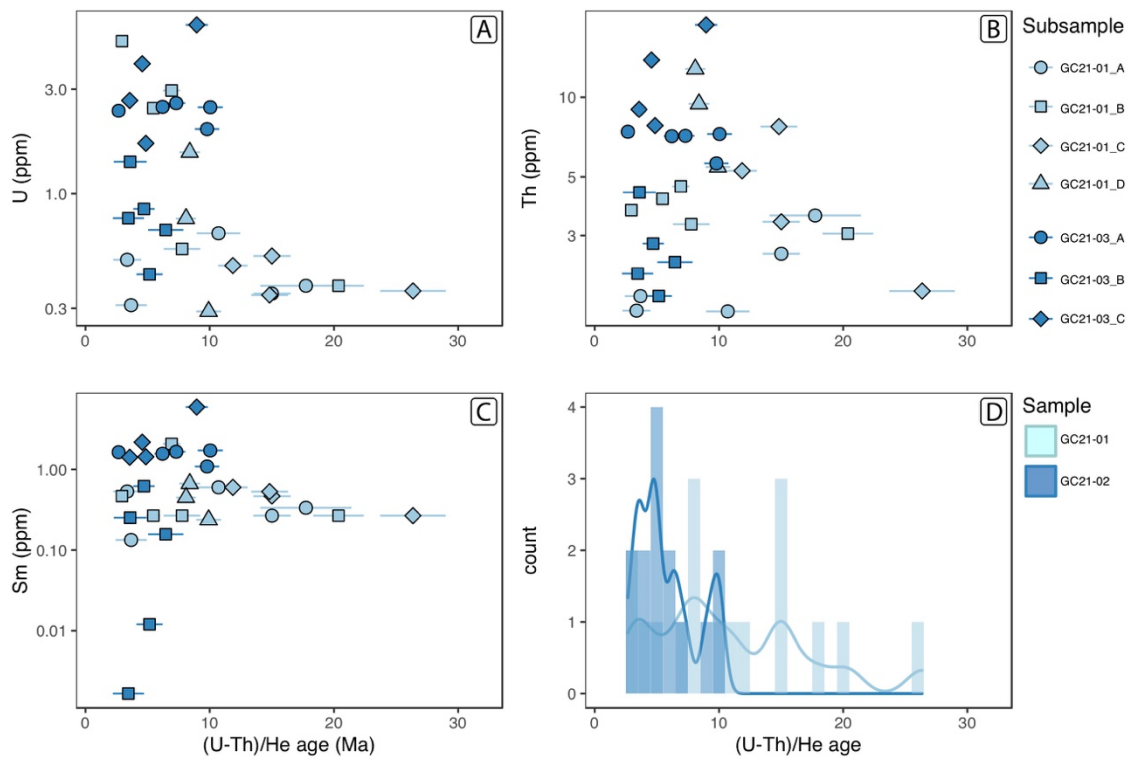 A
U (ppm)
3.0
1.0
0.3
0
10
20
30
B
Th (ppm)
10
5
3
0
10
20
30
Subsample
GC21-01_A
GC21-01_B
GC21-01_C
GC21-01_D
GC21-03_A
GC21-03_B
GC21-03_C
C
Sm (ppm)
1.00
0.10
0.01
0
10
20
30
(U-Th)/He age (Ma)
D
count
4
3
2
1
0
0
10
20
30
(U-Th)/He age
Sample
GC21-01
GC21-02